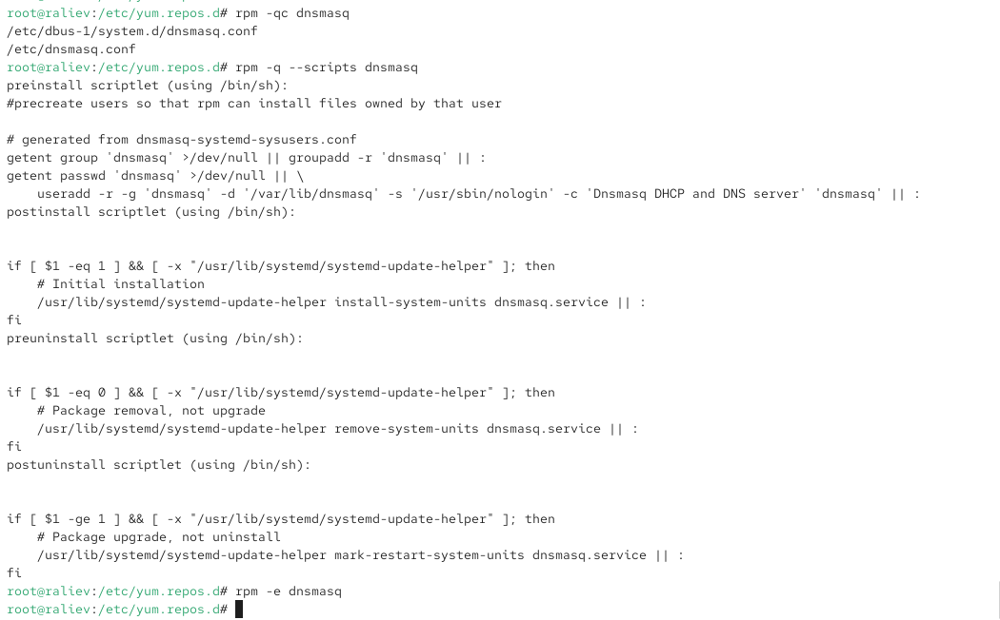 root@raliev:/etc/yum.repos.d# rpm -qc dnsmasq
/etc/dbus-1/system.d/dnsmasq.conf
/etc/dnsmasq.conf
root@raliev:/etc/yum.repos.d# rpm -q --scripts dnsmasq
preinstall scriptlet (using /bin/sh):
#precreate users so that rpm can install files owned by that user

# generated from dnsmasq-systemd-sysusers.conf
getent group 'dnsmasq' >/dev/null || groupadd -r 'dnsmasq' || :
getent passwd 'dnsmasq' >/dev/null || \
    useradd -r -g 'dnsmasq' -d '/var/lib/dnsmasq' -s '/usr/sbin/nologin' -c 'Dnsmasq DHCP and DNS server' 'dnsmasq' || :
postinstall scriptlet (using /bin/sh):


if [ $1 -eq 1 ] && [ -x "/usr/lib/systemd/systemd-update-helper" ]; then
    # Initial installation
    /usr/lib/systemd/systemd-update-helper install-system-units dnsmasq.service || :
fi
preuninstall scriptlet (using /bin/sh):


if [ $1 -eq 0 ] && [ -x "/usr/lib/systemd/systemd-update-helper" ]; then
    # Package removal, not upgrade
    /usr/lib/systemd/systemd-update-helper remove-system-units dnsmasq.service || :
fi
postuninstall scriptlet (using /bin/sh):


if [ $1 -ge 1 ] && [ -x "/usr/lib/systemd/systemd-update-helper" ]; then
    # Package upgrade, not uninstall
    /usr/lib/systemd/systemd-update-helper mark-restart-system-units dnsmasq.service || :
fi
root@raliev:/etc/yum.repos.d# rpm -e dnsmasq
root@raliev:/etc/yum.repos.d#